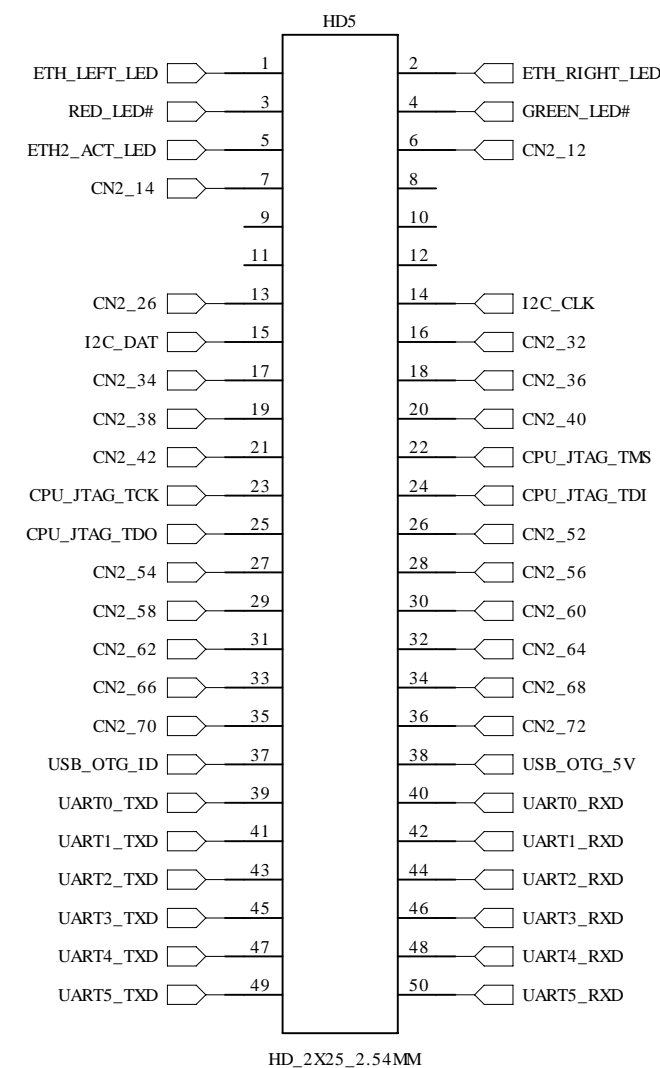 HD5
ETH_LEFT_LED 1 2 ETH_RIGHT_LED
RED_LED# 3 4 GREEN_LED#
ETH2_ACT_LED 5 6 CN2_12
CN2_14 7 8
9 10
11 12
CN2_26 13 14 I2C_CLK
I2C_DAT 15 16 CN2_32
CN2_34 17 18 CN2_36
CN2_38 19 20 CN2_40
CN2_42 21 22 CPU_JTAG_TMS
CPU_JTAG_TCK 23 24 CPU_JTAG_TDI
CPU_JTAG_TDO 25 26 CN2_52
CN2_54 27 28 CN2_56
CN2_58 29 30 CN2_60
CN2_62 31 32 CN2_64
CN2_66 33 34 CN2_68
CN2_70 35 36 CN2_72
USB_OTG_ID 37 38 USB_OTG_5V
UART0_TXD 39 40 UART0_RXD
UART1_TXD 41 42 UART1_RXD
UART2_TXD 43 44 UART2_RXD
UART3_TXD 45 46 UART3_RXD
UART4_TXD 47 48 UART4_RXD
UART5_TXD 49 50 UART5_RXD
HD_2X25_2.54MM